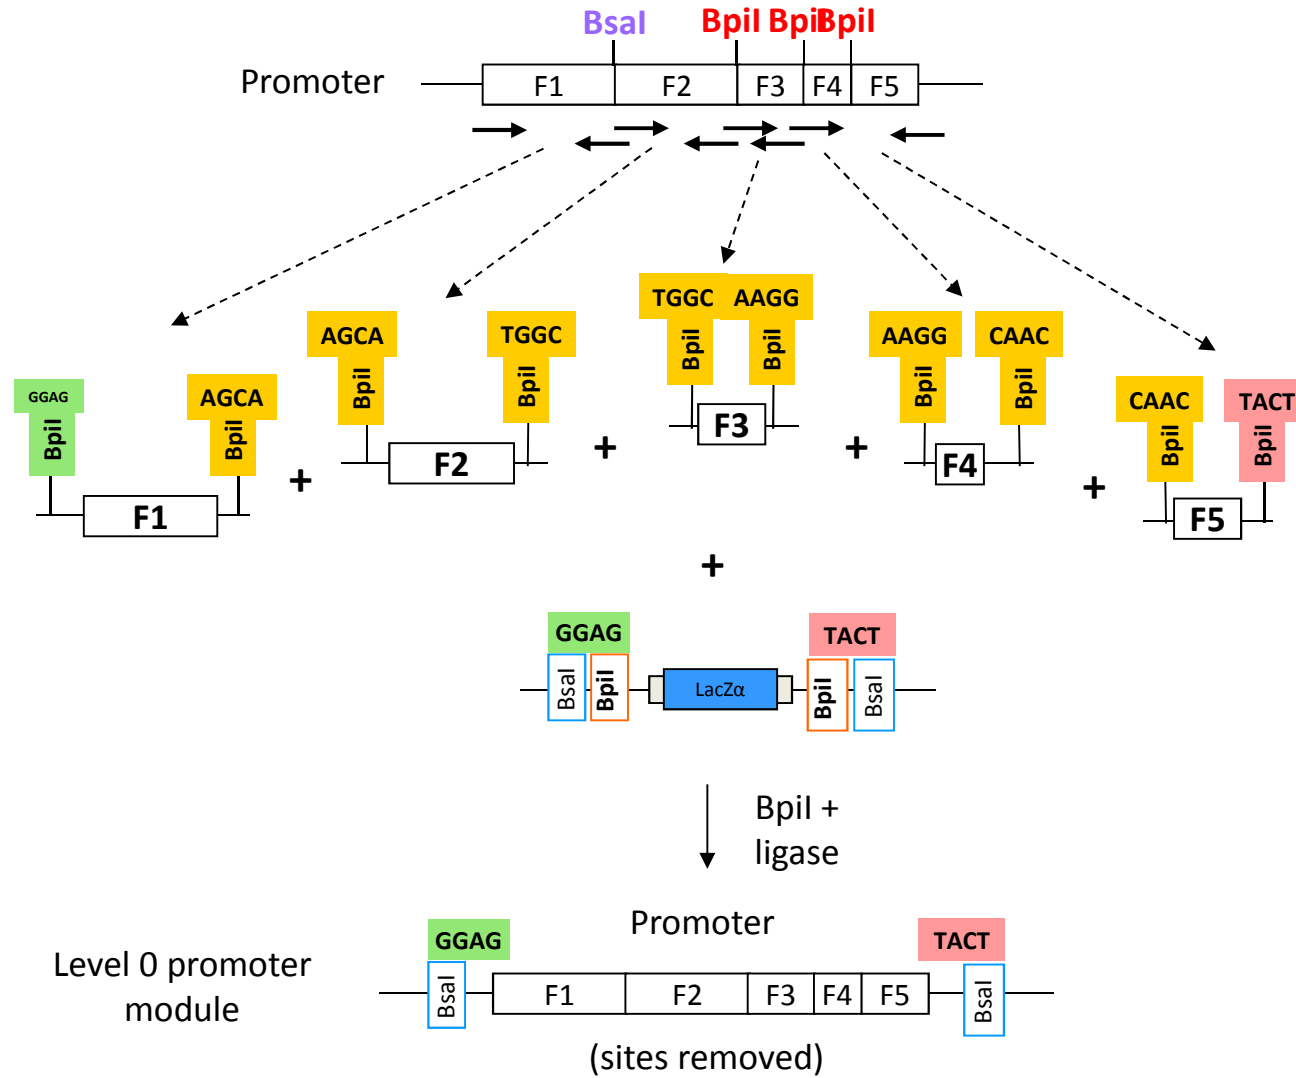 BsaI BpiI BpiI BpiI
Promoter F1 F2 F3 F4 F5
TGGC AAGG
BpiI BpiI
F3
AGCA TGGC
BpiI BpiI
F2
AAGG CAAC
BpiI BpiI
F4
GGAG AGCA
BpiI BpiI
F1
CAAC TACT
BpiI BpiI
F5
+ + + +
+
GGAG TACT
BsaI BpiI LacZα BpiI BsaI
BpiI +
ligase
Promoter
GGAG TACT
Level 0 promoter
module
BsaI F1 F2 F3 F4 F5 BsaI
(sites removed)